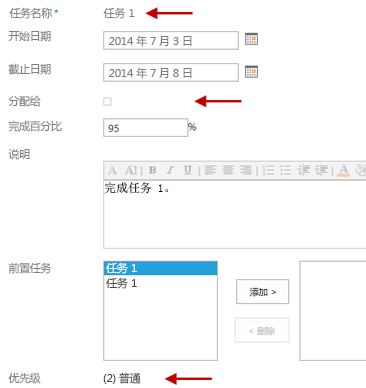 任务名称 * 任务 1
开始日期 2014 年 7 月 3 日
截止日期 2014 年 7 月 8 日
分配给
完成百分比 95 %
说明
A A B I U A
完成任务 1。
前置任务 任务 1
任务 1
添加 >
< 删除
优先级 (2) 普通